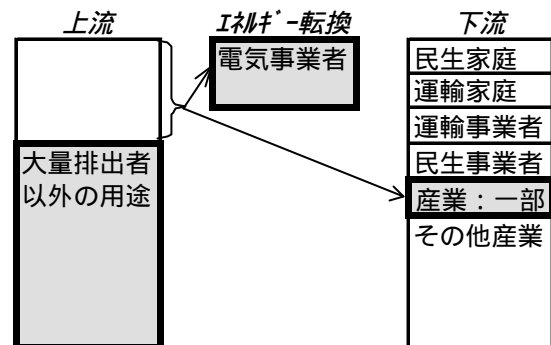 上流
ｴﾈﾙｷﾞｰ転換
下流
電気事業者
大量排出者
以外の用途
民生家庭
運輸家庭
運輸事業者
民生事業者
産業：一部
その他産業